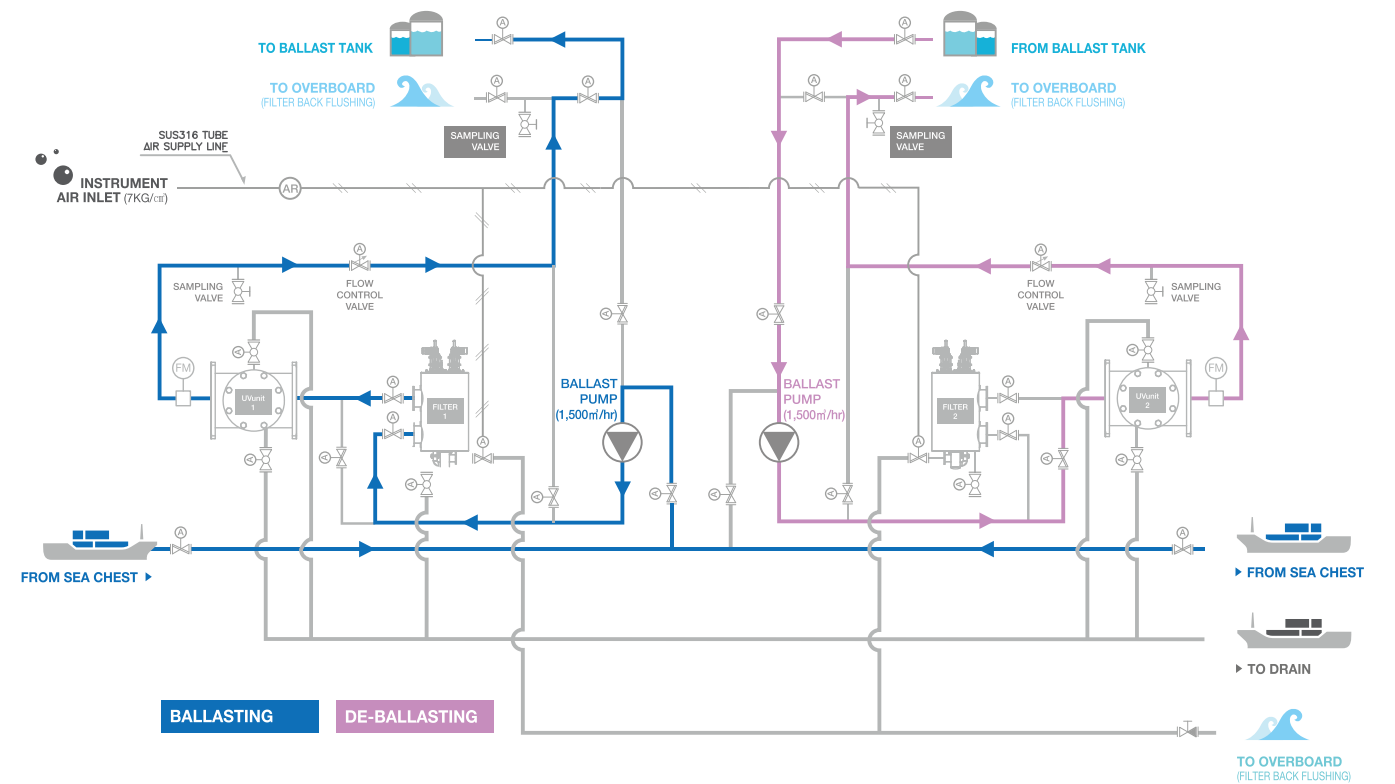 TO BALLAST TANK
TO OVERBOARD
(FILTER BACK FLUSHING)
A
A
A
SAMPLING
VALVE
FROM BALLAST TANK
TO OVERBOARD
(FILTER BACK FLUSHING)
A
A
A
SAMPLING
VALVE
SUS316 TUBE
AIR SUPPLY LINE
INSTRUMENT
AIR INLET (7KG/㎠)
AR
A
SAMPLING
VALVE
FLOW
CONTROL
VALVE
A
A
A
FLOW
CONTROL
VALVE
SAMPLING
VALVE
FM
A
UVunit
1
A
A
A
A
FILTER
1
A
A
BALLAST
PUMP
(1,500㎥/hr)
A
A
BALLAST
PUMP
(1,500㎥/hr)
A
A
FILTER
2
A
A
A
A
A
A
UVunit
2
A
FM
A
FROM SEA CHEST
A
FROM SEA CHEST
TO DRAIN
BALLASTING
DE-BALLASTING
TO OVERBOARD
(FILTER BACK FLUSHING)